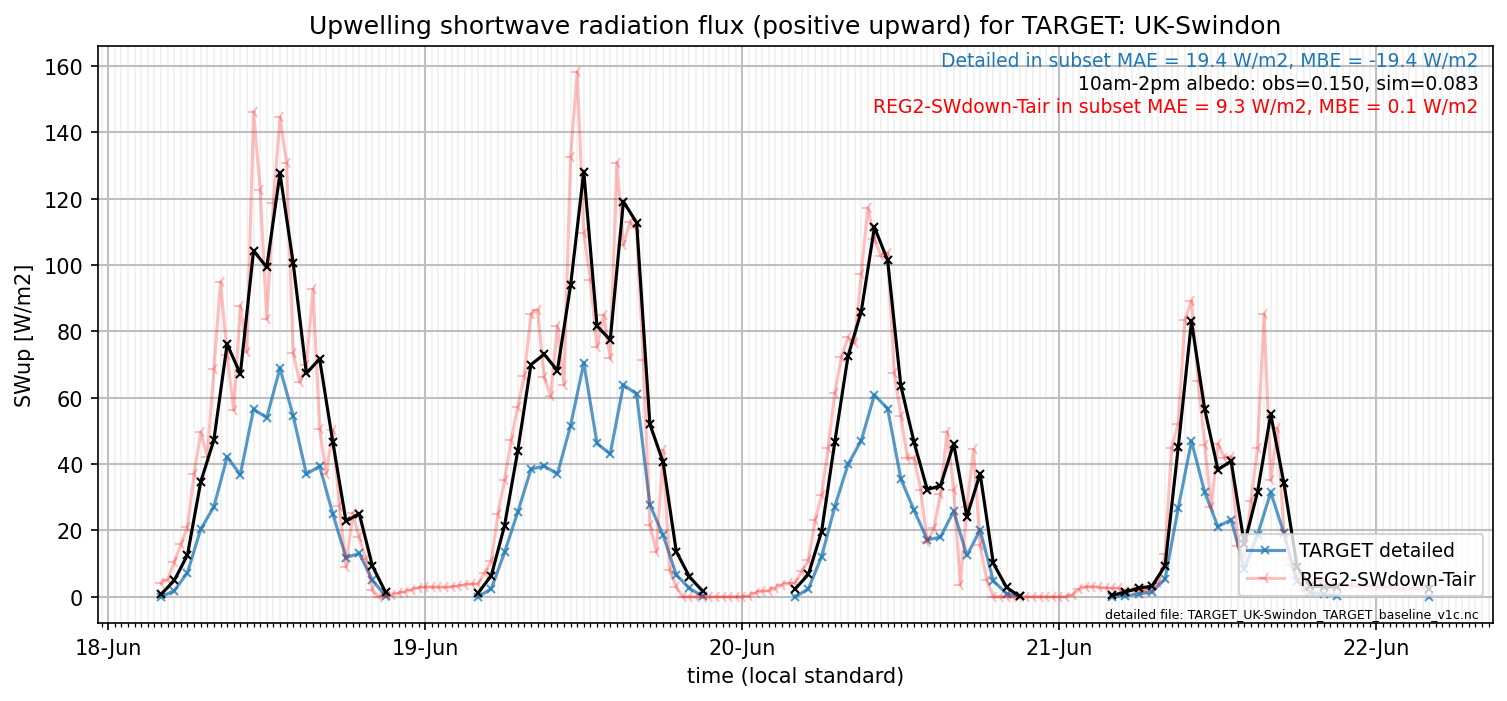 Upwelling shortwave radiation flux (positive upward) for TARGET: UK-Swindon
Detailed in subset MAE = 19.4 W/m2, MBE = -19.4 W/m2
10am-2pm albedo: obs=0.150, sim=0.083
REG2-SWdown-Tair in subset MAE = 9.3 W/m2, MBE = 0.1 W/m2
SWup [W/m2]
160
140
120
100
80
60
40
20
0
TARGET detailed
REG2-SWdown-Tair
detailed file: TARGET_UK-Swindon_TARGET_baseline_v1c.nc
18-Jun
19-Jun
20-Jun
21-Jun
22-Jun
time (local standard)